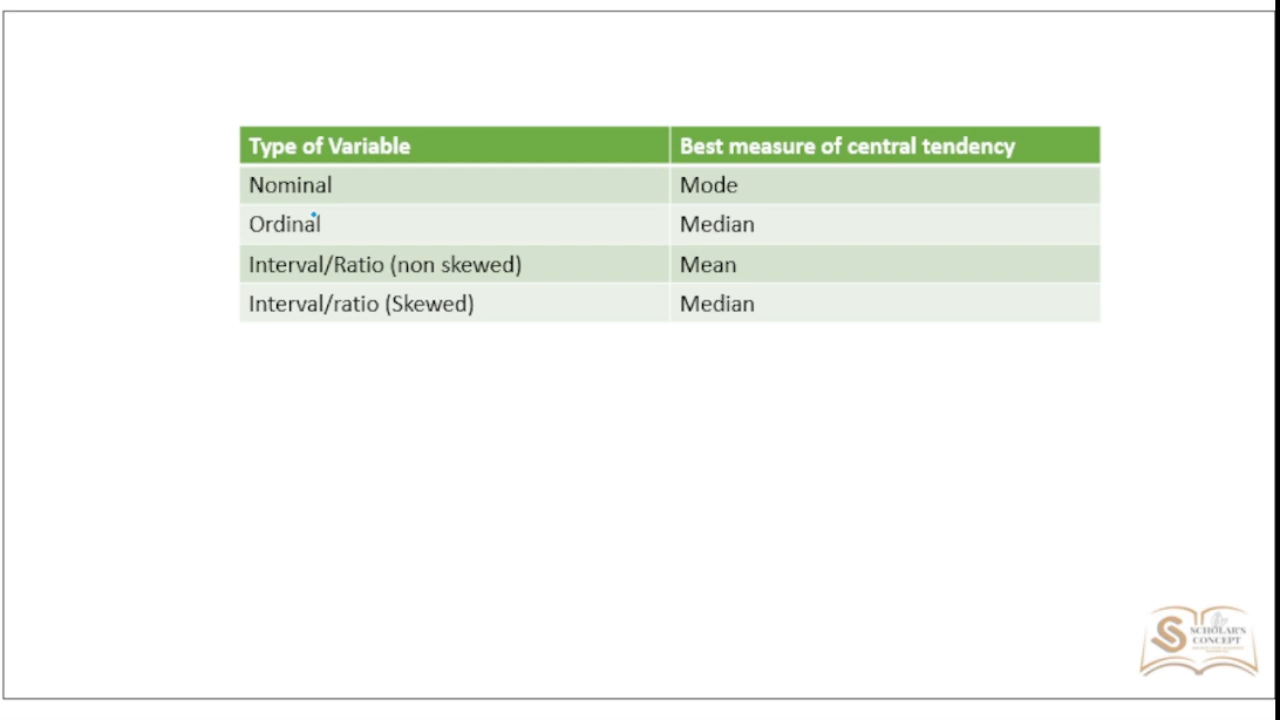 Type of Variable Best measure of central tendency
Nominal Mode
Ordinal Median
Interval/Ratio (non skewed) Mean
Interval/ratio (Skewed) Median
SCHOLAR'S
CONCEPT